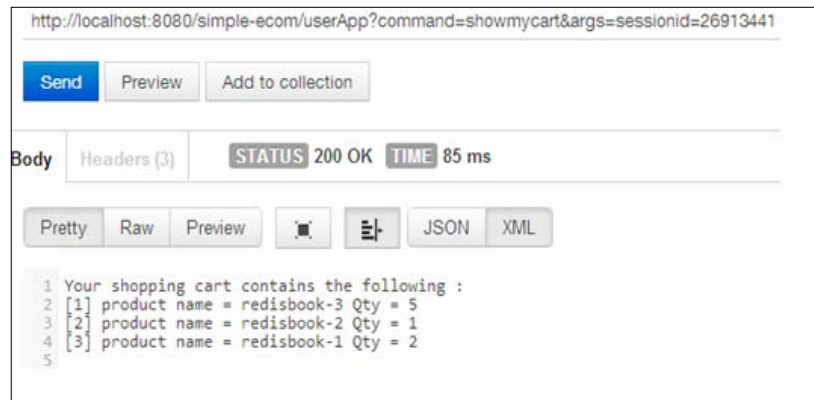 http://localhost:8080/simple-ecom/userApp?command=showmycart&args=sessionid=26913441
Send Preview Add to collection
Body Headers (3) STATUS 200 OK TIME 85 ms
Pretty Raw Preview JSON XML
1 Your shopping cart contains the following :
2 [1] product name = redisbook-3 Qty = 5
3 [2] product name = redisbook-2 Qty = 1
4 [3] product name = redisbook-1 Qty = 2
5